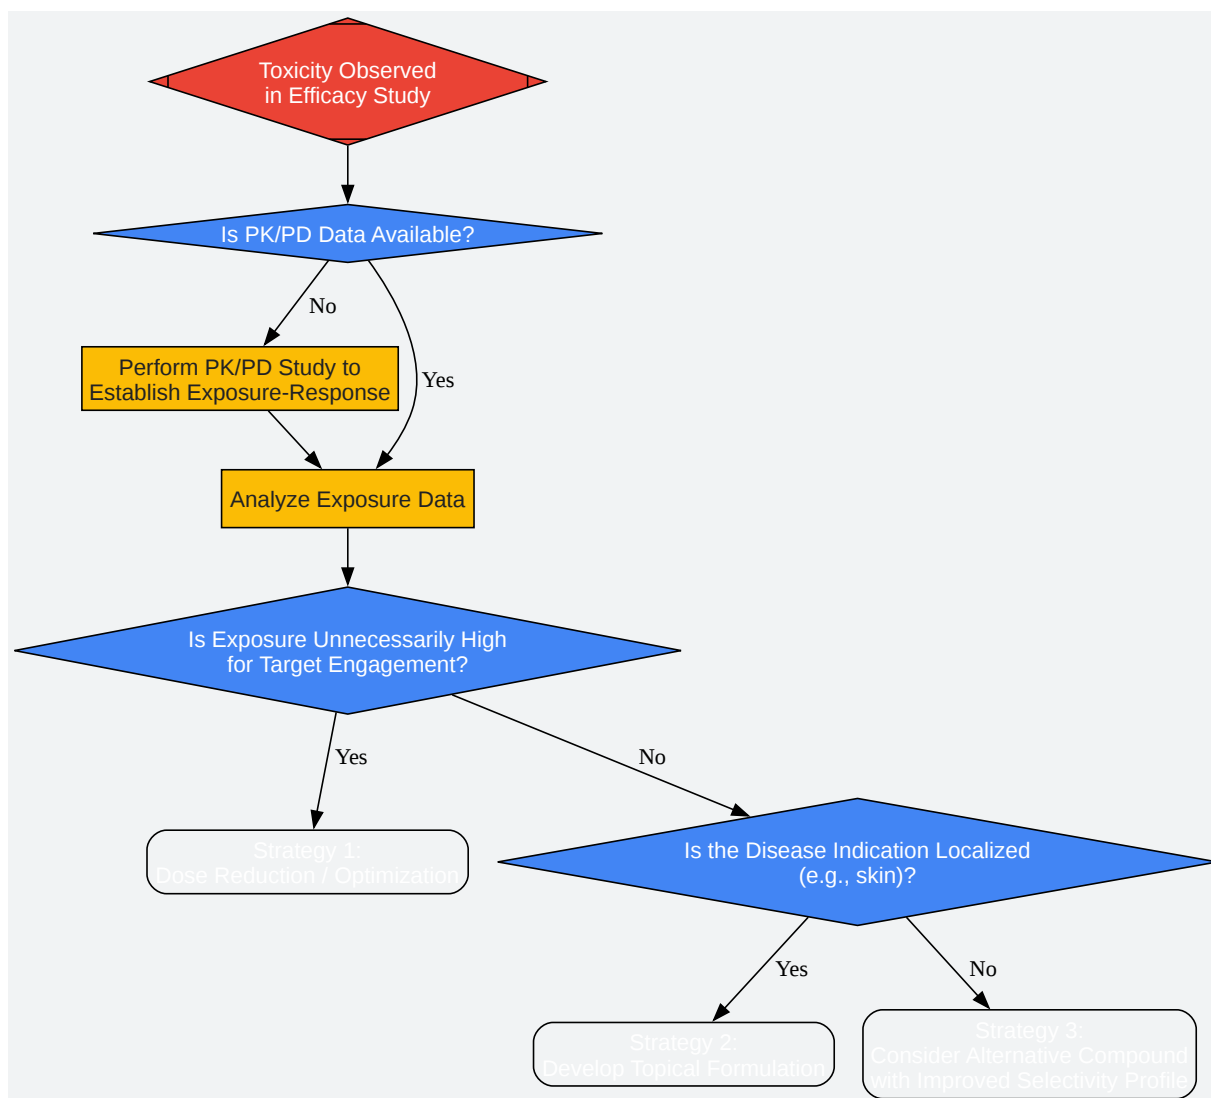 Toxicity Observed
in Efficacy Study
Is PK/PD Data Available?
No
Yes
Perform PK/PD Study to
Establish Exposure-Response
Analyze Exposure Data
Is Exposure Unnecessarily High
for Target Engagement?
Yes
No
Strategy 1:
Dose Reduction / Optimization
Is the Disease Indication Localized
(e.g., skin)?
Yes
No
Strategy 2:
Develop Topical Formulation
Strategy 3:
Consider Alternative Compound
with Improved Selectivity Profile